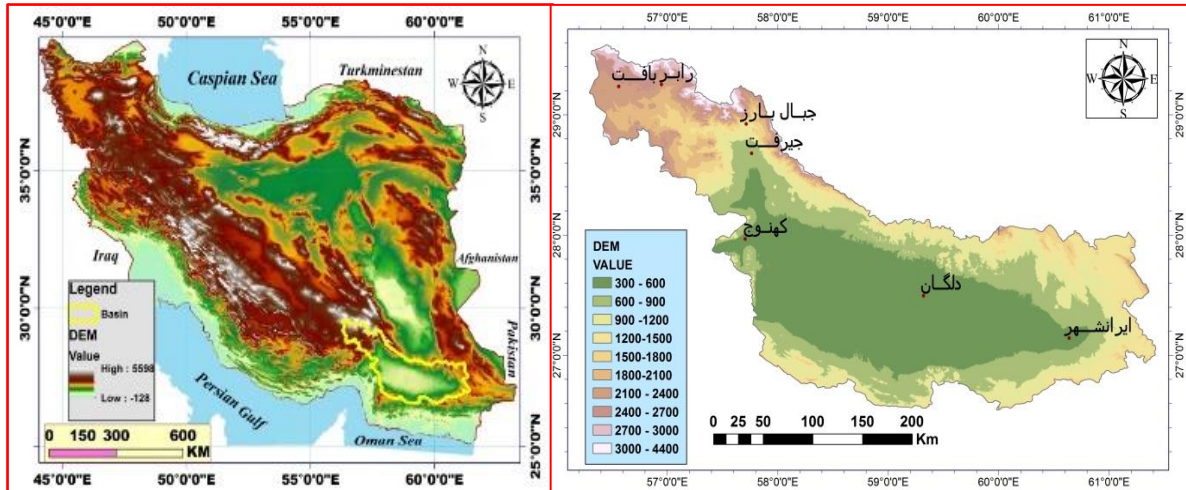 45°0'0"E 50°0'0"E 55°0'0"E 60°0'0"E
Caspian Sea
Turkminestan
N
W E
S
35°0'0"N
Iraq
Afghanistan
30°0'0"N
Pakistan
Legend
Basin
DEM
Value
High : 5598
Low : -128
Persian Gulf
Oman Sea
0 150 300 600
KM
25°0'0"N
45°0'0"E 50°0'0"E 55°0'0"E 60°0'0"E
57°0'0"E 58°0'0"E 59°0'0"E 60°0'0"E 61°0'0"E
N
W E
S
رابر بافت
جبال بارز
جیرفت
کهنوج
دلگان
ایرانشهر
29°0'0"N 29°0'0"N
28°0'0"N 28°0'0"N
27°0'0"N 27°0'0"N
DEM
VALUE
300 - 600
600 - 900
900 -1200
1200-1500
1500-1800
1800-2100
2100 - 2400
2400 - 2700
2700 - 3000
3000 - 4400
0 25 50 100 150 200
Km
57°0'0"E 58°0'0"E 59°0'0"E 60°0'0"E 61°0'0"E